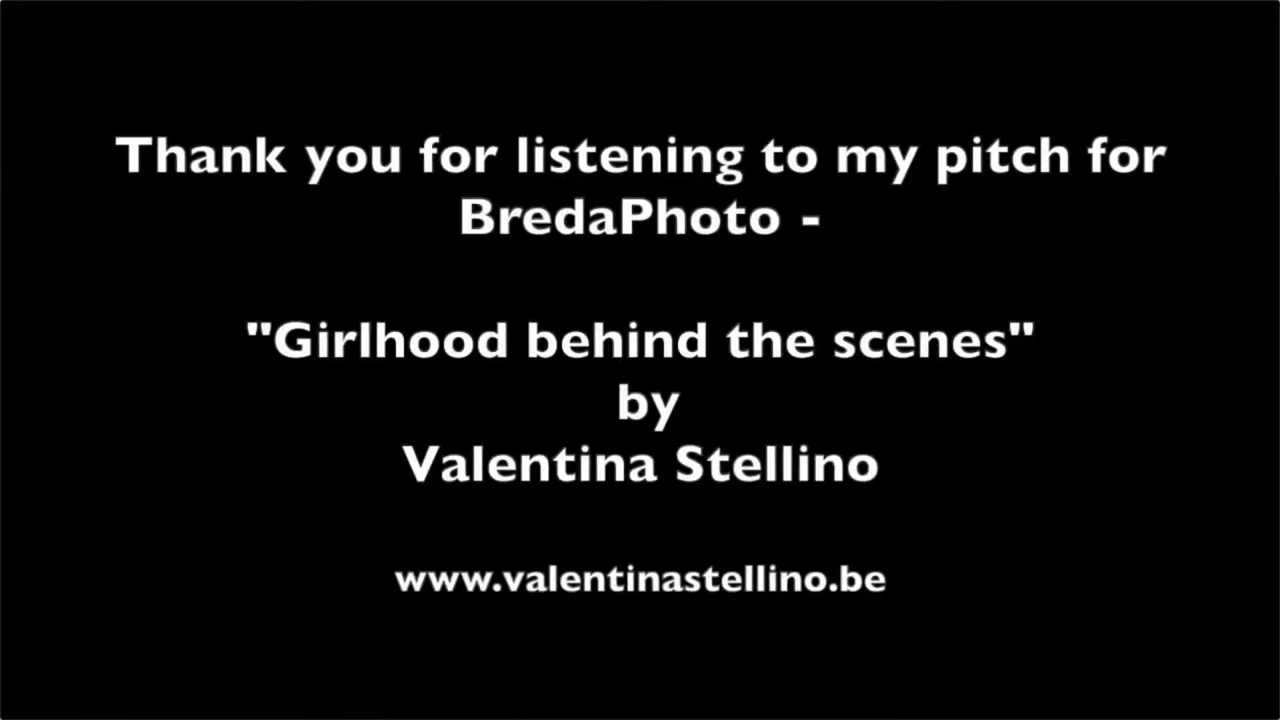 Thank you for listening to my pitch for
BredaPhoto -
"Girlhood behind the scenes"
by
Valentina Stellino
www.valentinastellino.be